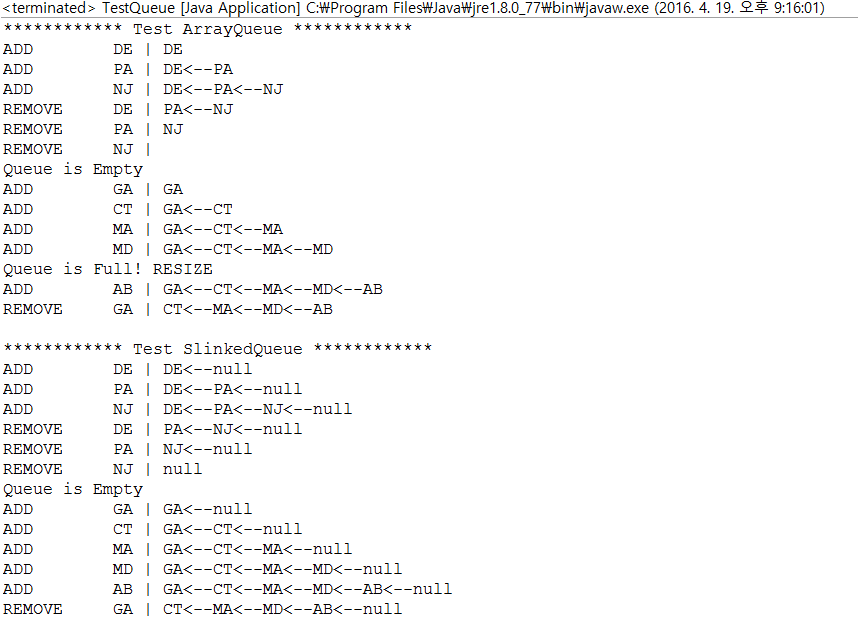 <terminated> TestQueue [Java Application] C:₩Program Files₩Java₩jre1.8.0_77₩bin₩javaw.exe (2016. 4. 19. 오후 9:16:01)
************ Test ArrayQueue ************
ADD        DE | DE
ADD        PA | DE<--PA
ADD        NJ | DE<--PA<--NJ
REMOVE     DE | PA<--NJ
REMOVE     PA | NJ
REMOVE     NJ |
Queue is Empty
ADD        GA | GA
ADD        CT | GA<--CT
ADD        MA | GA<--CT<--MA
ADD        MD | GA<--CT<--MA<--MD
Queue is Full! RESIZE
ADD        AB | GA<--CT<--MA<--MD<--AB
REMOVE     GA | CT<--MA<--MD<--AB

************ Test SlinkedQueue ************
ADD        DE | DE<--null
ADD        PA | DE<--PA<--null
ADD        NJ | DE<--PA<--NJ<--null
REMOVE     DE | PA<--NJ<--null
REMOVE     PA | NJ<--null
REMOVE     NJ | null
Queue is Empty
ADD        GA | GA<--null
ADD        CT | GA<--CT<--null
ADD        MA | GA<--CT<--MA<--null
ADD        MD | GA<--CT<--MA<--MD<--null
ADD        AB | GA<--CT<--MA<--MD<--AB<--null
REMOVE     GA | CT<--MA<--MD<--AB<--null